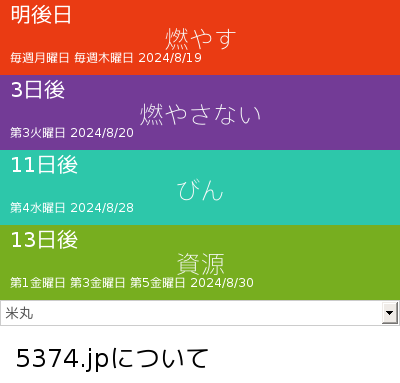 明後日
燃やす
毎週月曜日 毎週木曜日 2024/8/19
3日後
燃やさない
第3火曜日 2024/8/20
11日後
びん
第4水曜日 2024/8/28
13日後
資源
第1金曜日 第3金曜日 第5金曜日 2024/8/30
米丸
5374.jpについて